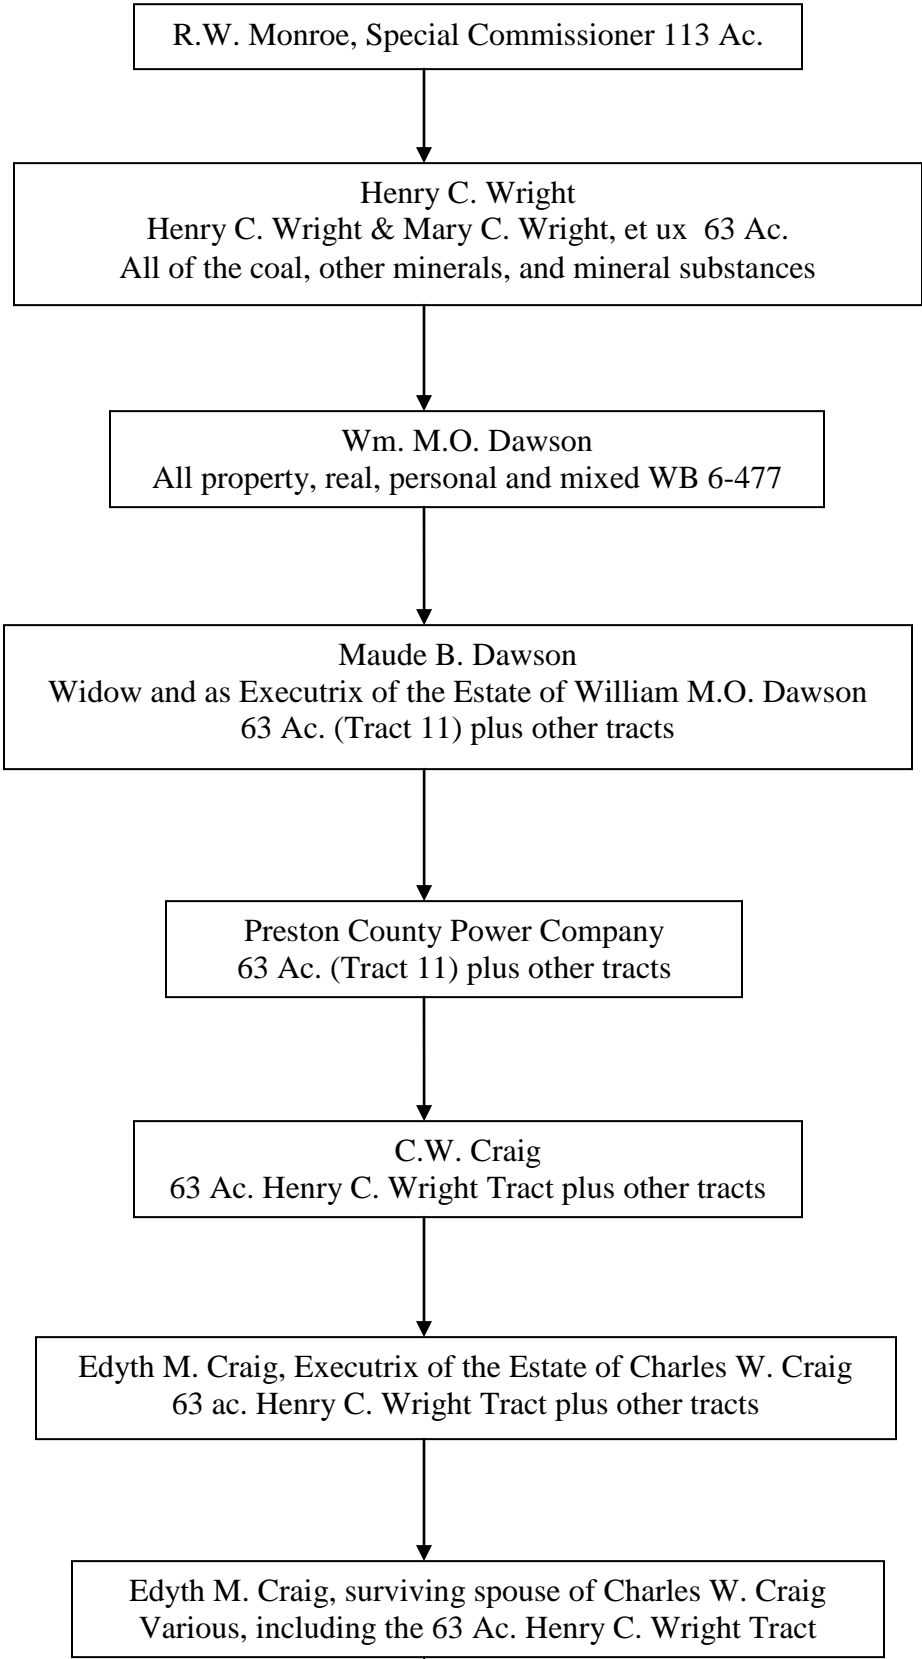 R.W. Monroe, Special Commissioner 113 Ac.
Henry C. Wright
Henry C. Wright & Mary C. Wright, et ux 63 Ac.
All of the coal, other minerals, and mineral substances
Wm. M.O. Dawson
All property, real, personal and mixed WB 6-477
Maude B. Dawson
Widow and as Executrix of the Estate of William M.O. Dawson
63 Ac. (Tract 11) plus other tracts
Preston County Power Company
63 Ac. (Tract 11) plus other tracts
C.W. Craig
63 Ac. Henry C. Wright Tract plus other tracts
Edyth M. Craig, Executrix of the Estate of Charles W. Craig
63 ac. Henry C. Wright Tract plus other tracts
Edyth M. Craig, surviving spouse of Charles W. Craig
Various, including the 63 Ac. Henry C. Wright Tract